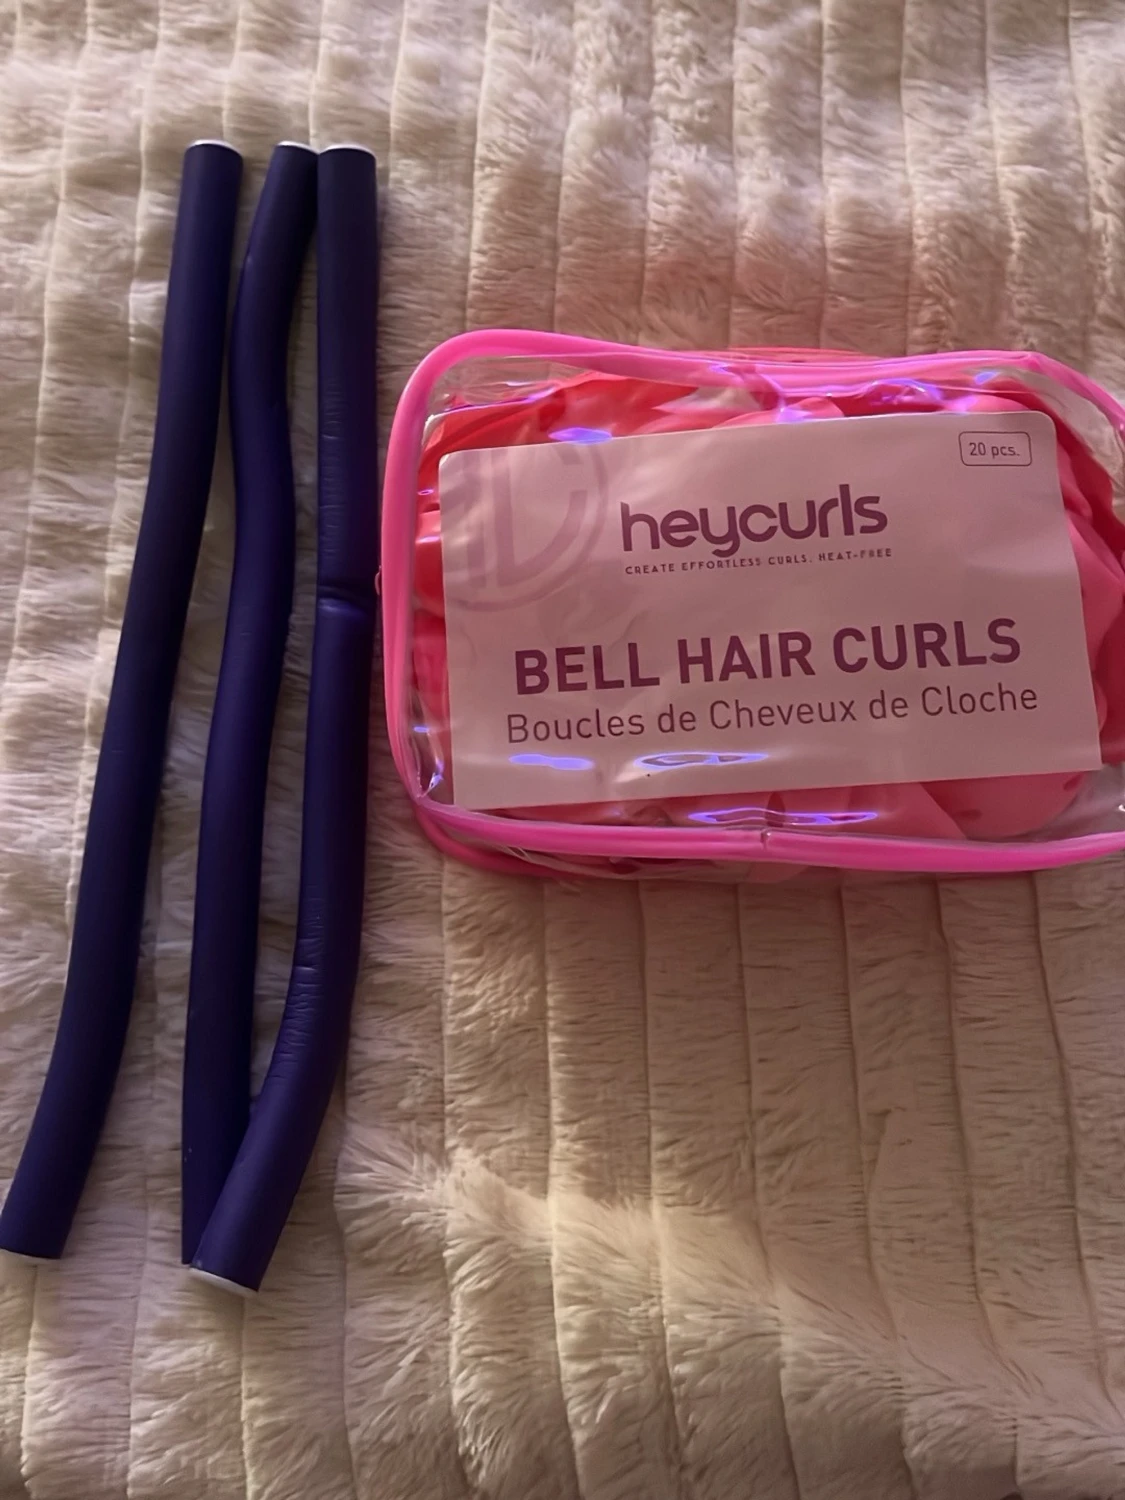 20 pcs.
heycurls
CREATE EFFORTLESS CURLS, HEAT-FREE
BELL HAIR CURLS
Boucles de Cheveux de Cloche